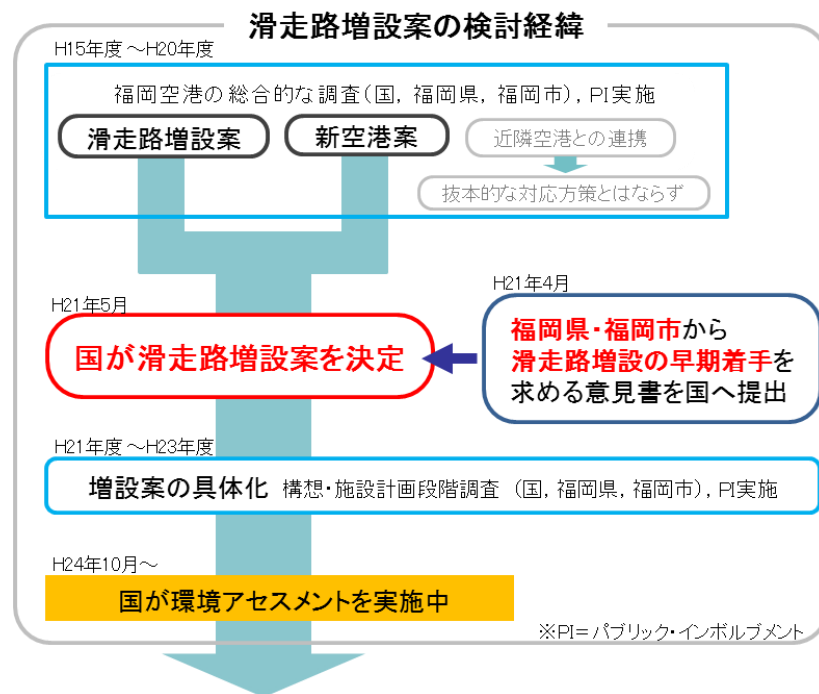 滑走路増設案の検討経緯
H15年度～H20年度
福岡空港の総合的な調査(国,福岡県,福岡市),PI実施
滑走路増設案
新空港案
近隣空港との連携
抜本的な対応方策とはならず
H21年5月
国が滑走路増設案を決定
H21年4月
福岡県・福岡市から
滑走路増設の早期着手を
求める意見書を国へ提出
H21年度～H23年度
増設案の具体化 構想・施設計画段階調査 (国,福岡県,福岡市),PI実施
H24年10月～
国が環境アセスメントを実施中
※PI=パブリック・インボルブメント